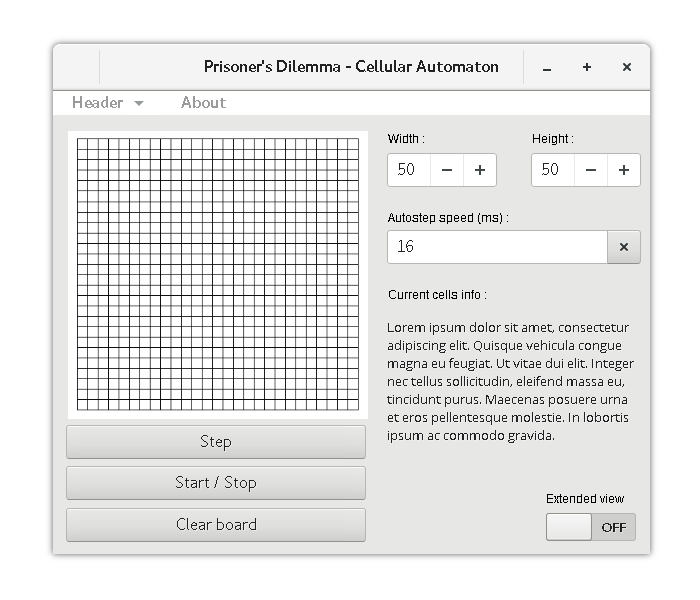 Prisoner's Dilemma - Cellular Automaton
Header About
Width : Height :
50 50
Autostep speed (ms) :
16
Current cells info :
Lorem ipsum dolor sit amet, consectetur
adipiscing elit. Quisque vehicula congue
magna eu feugiat. Ut vitae dui elit. Integer
nec tellus sollicitudin, eleifend massa eu,
tincidunt purus. Maecenas posuere urna
et eros pellentesque molestie. In lobortis
ipsum ac commodo gravida.
Step
Start / Stop
Clear board
Extended view
OFF